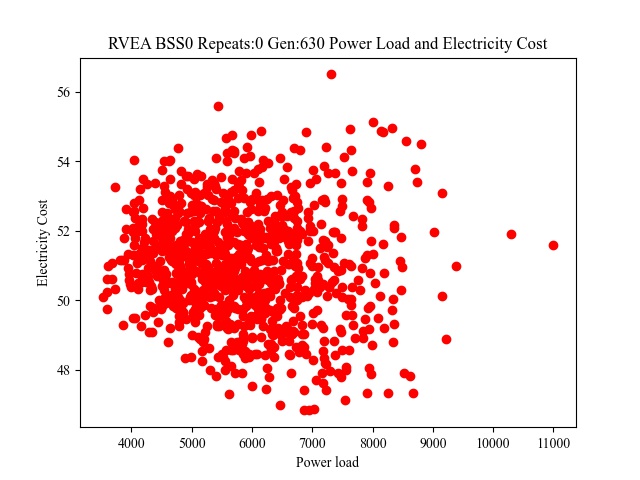 RVEA BSS0 Repeats:0 Gen:630 Power Load and Electricity Cost
56
54
52
50
48
Electricity Cost
4000 5000 6000 7000 8000 9000 10000 11000
Power load